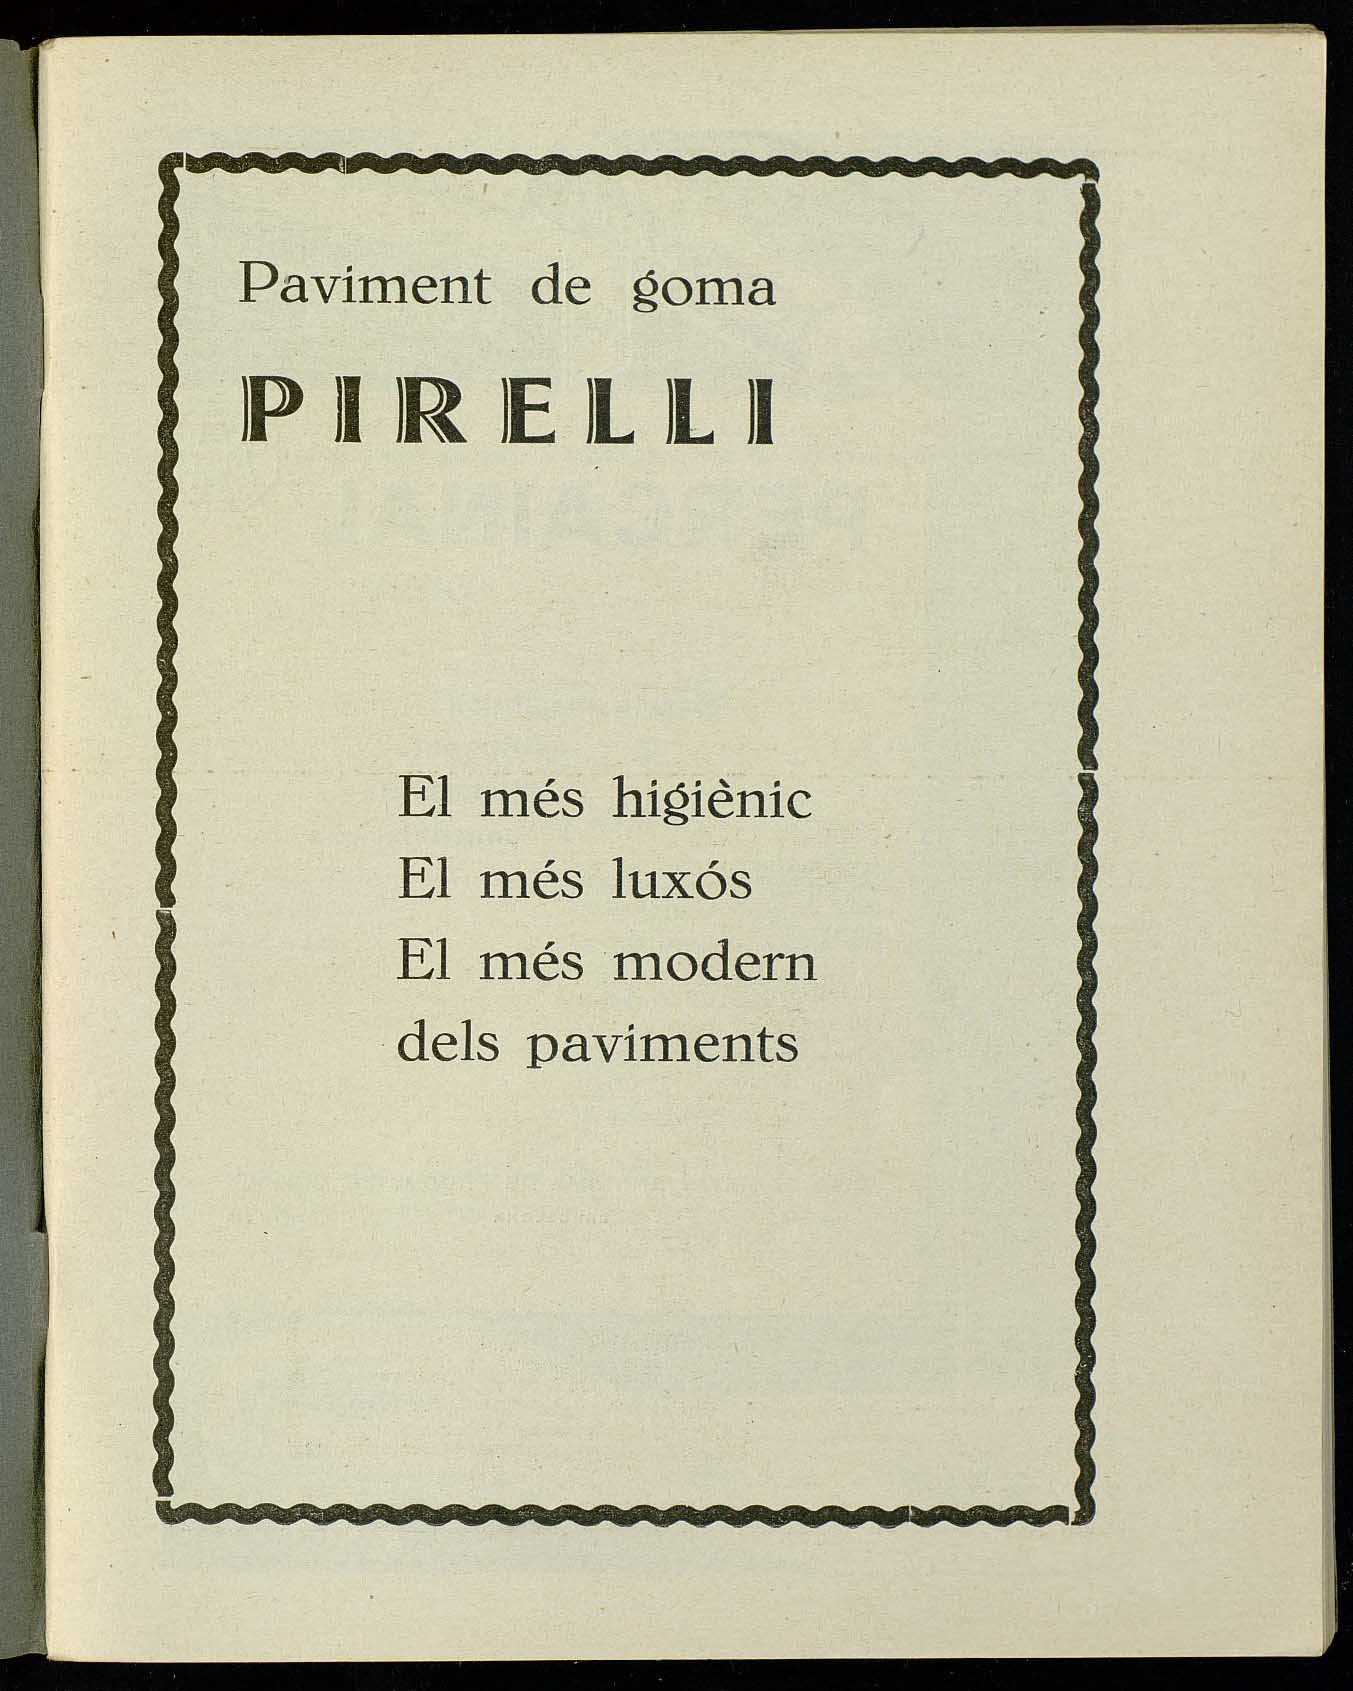 Paviment de goma
PIRELLI
El més higiènic
El més luxós
El més modern
dels paviments